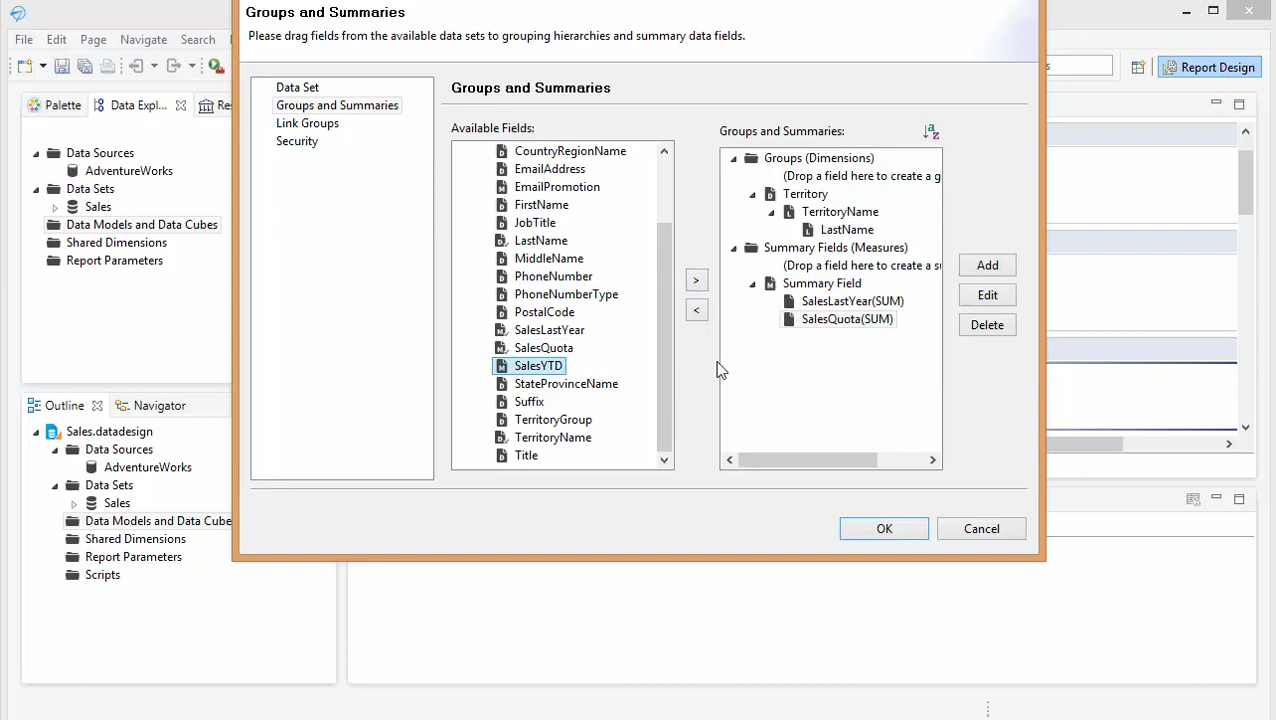 Groups and Summaries
Please drag fields from the available data sets to grouping hierarchies and summary data fields.
File Edit Page Navigate Search
Report Design
Palette
Data Expl...
Data Sources
AdventureWorks
Data Sets
Sales
Data Models and Data Cubes
Shared Dimensions
Report Parameters
Outline
Navigator
Sales.datadesign
Data Sources
AdventureWorks
Data Sets
Sales
Data Models and Data Cube
Shared Dimensions
Report Parameters
Scripts
Data Set
Groups and Summaries
Link Groups
Security
Groups and Summaries
Available Fields:
CountryRegionName
EmailAddress
EmailPromotion
FirstName
JobTitle
LastName
MiddleName
PhoneNumber
PhoneNumberType
PostalCode
SalesLastYear
SalesQuota
SalesYTD
StateProvinceName
Suffix
TerritoryGroup
TerritoryName
Title
>
<
Groups and Summaries:
Groups (Dimensions)
(Drop a field here to create a g
Territory
TerritoryName
LastName
Summary Fields (Measures)
(Drop a field here to create a s
Summary Field
SalesLastYear(SUM)
SalesQuota(SUM)
Add
Edit
Delete
OK
Cancel